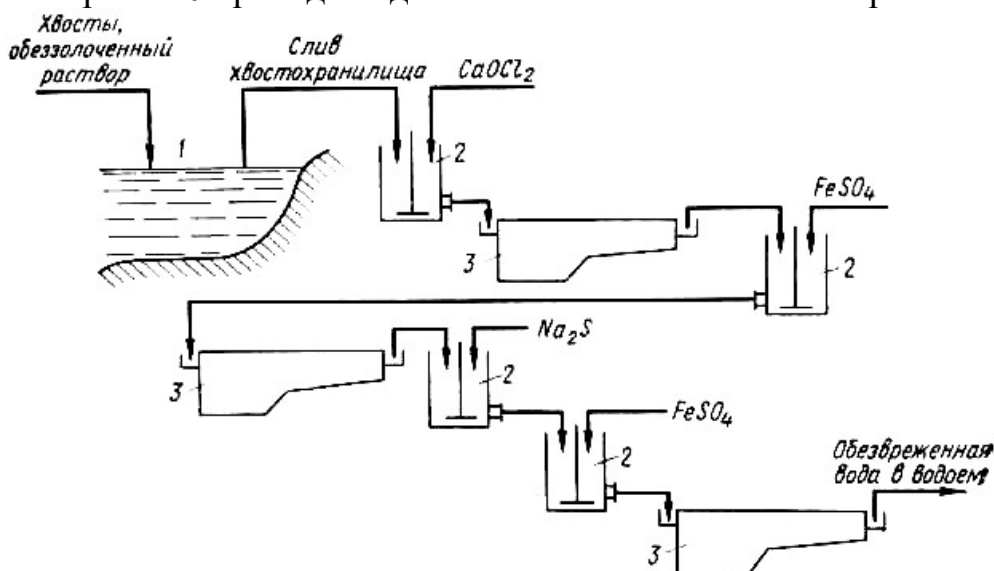 Хвосты,
обеззолоченный
раствор
Слив
хвостохранилища
CaOCl₂
1
2
FeSO₄
3
2
Na₂S
2
3
FeSO₄
2
Обезвреженная
вода в водоем
3